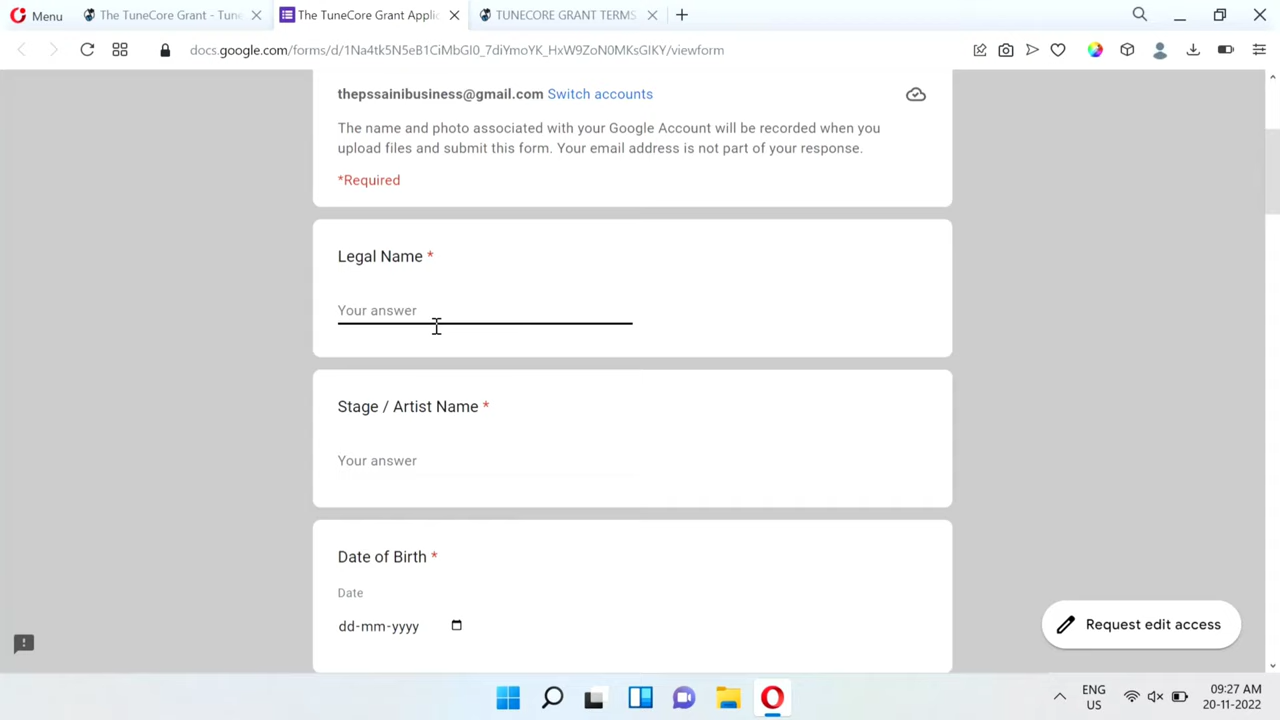 Menu
The TuneCore Grant - Tune
The TuneCore Grant Applic
TUNECORE GRANT TERMS
docs.google.com/forms/d/1Na4tk5N5eB1CiMbGI0_7diYmoYK_HxW9ZoN0MKsGIKY/viewform
thepssainibusiness@gmail.com Switch accounts
The name and photo associated with your Google Account will be recorded when you
upload files and submit this form. Your email address is not part of your response.
*Required
Legal Name *
Your answer
Stage / Artist Name *
Your answer
Date of Birth *
Date
dd-mm-yyyy
Request edit access
ENG
US
09:27 AM
20-11-2022